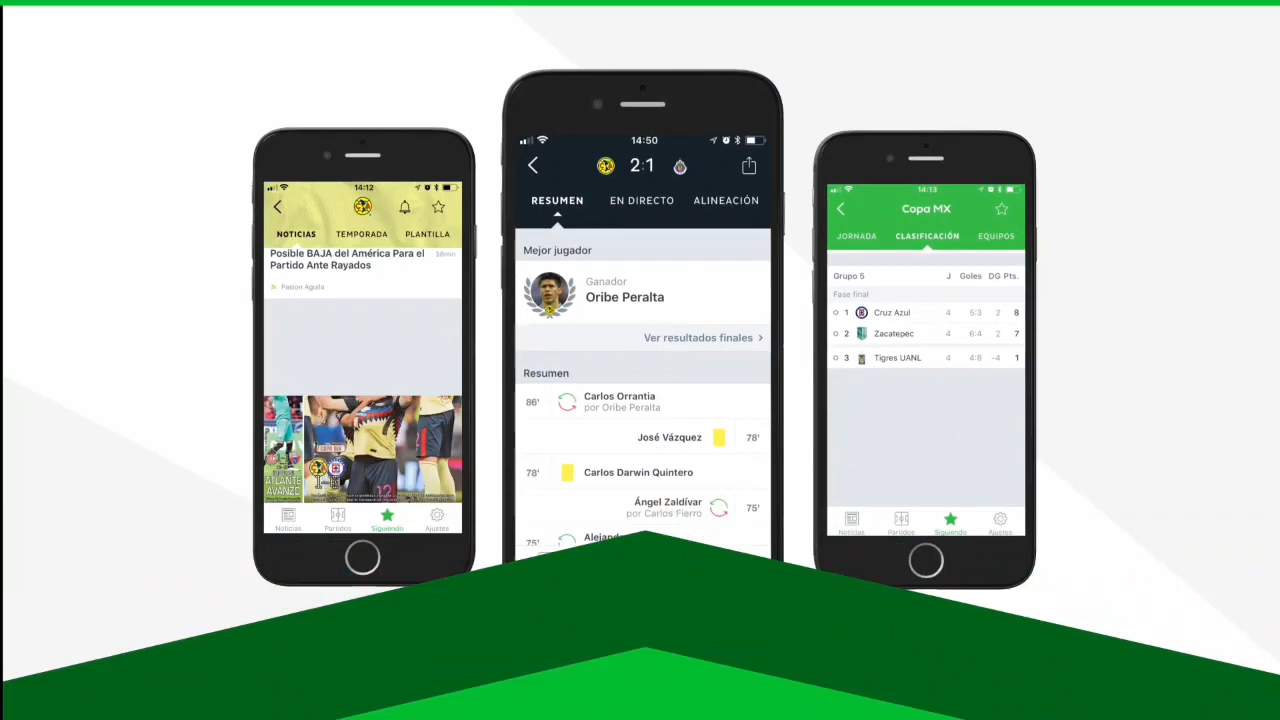 14:12
NOTICIAS TEMPORADA PLANTILLA
Posible BAJA del América Para el 58min
Partido Ante Rayados
Pasion Aguila
ATLANTE
AVANZÓ
12
Noticias Partidos Siguiendo Ajustes
14:50
2:1
RESUMEN EN DIRECTO ALINEACIÓN
Mejor jugador
Ganador
Oribe Peralta
Ver resultados finales
Resumen
86' Carlos Orrantia
por Oribe Peralta
José Vázquez 78'
78' Carlos Darwin Quintero
Ángel Zaldívar 75'
por Carlos Fierro
75'
14:13
Copa MX
JORNADA CLASIFICACIÓN EQUIPOS
Grupo 5 J Goles DG Pts.
Fase final
1 Cruz Azul 4 5:3 2 8
2 Zacatepec 4 6:4 2 7
3 Tigres UANL 4 4:8 -4 1
Noticias Partidos Siguiendo Ajustes